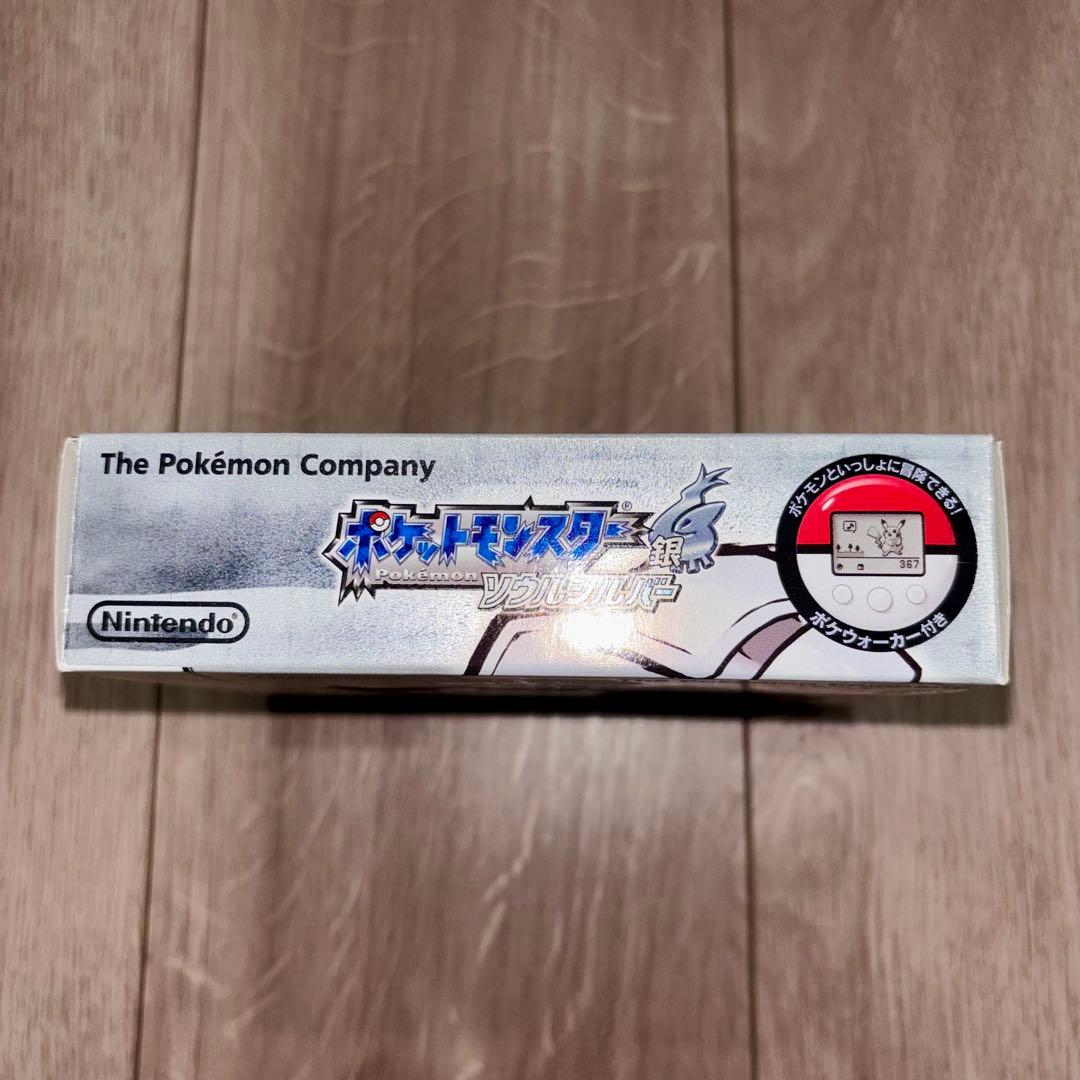 The Pokémon Company
ポケットモンスター®
Pokémon
銀
ソウルシルバー
Nintendo®
ポケモンといっしょに冒険できる!
367
ポケウォーカー付き